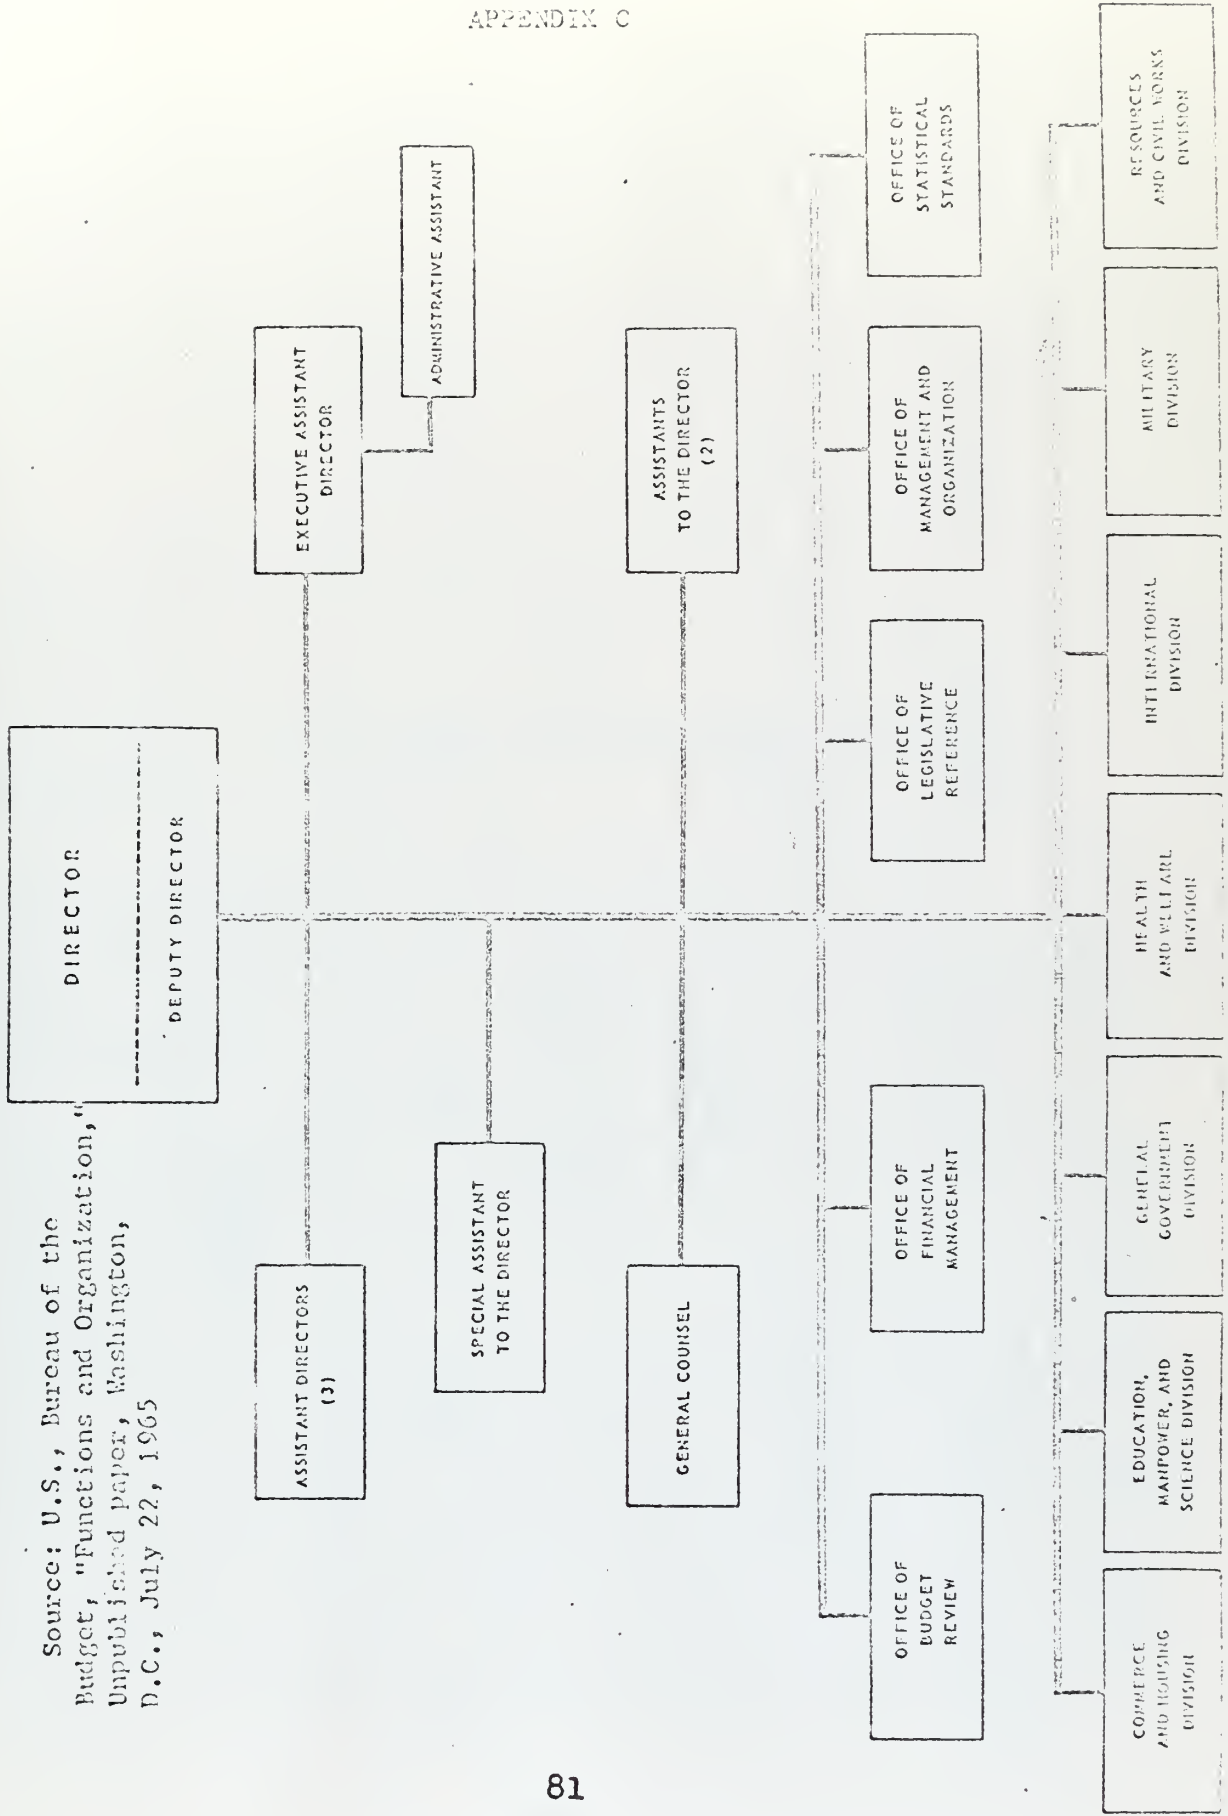 APPENDIX C
Source: U.S., Bureau of the
Budget, "Functions and Organization,"
Unpublished paper, Washington,
D.C., July 22, 1965
DIRECTOR
DEPUTY DIRECTOR
ASSISTANT DIRECTORS
(3)
EXECUTIVE ASSISTANT
DIRECTOR
ADMINISTRATIVE ASSISTANT
SPECIAL ASSISTANT
TO THE DIRECTOR
GENERAL COUNSEL
ASSISTANTS
TO THE DIRECTOR
(2)
OFFICE OF
BUDGET
REVIEW
OFFICE OF
FINANCIAL
MANAGEMENT
OFFICE OF
LEGISLATIVE
REFERENCE
OFFICE OF
MANAGEMENT AND
ORGANIZATION
OFFICE OF
STATISTICAL
STANDARDS
COMMERCE
AND HOUSING
DIVISION
EDUCATION,
MANPOWER, AND
SCIENCE DIVISION
GENERAL
GOVERNMENT
DIVISION
HEALTH
AND WELFARE
DIVISION
INTERNATIONAL
DIVISION
MILITARY
DIVISION
RESOURCES
AND CIVIL WORKS
DIVISION
81